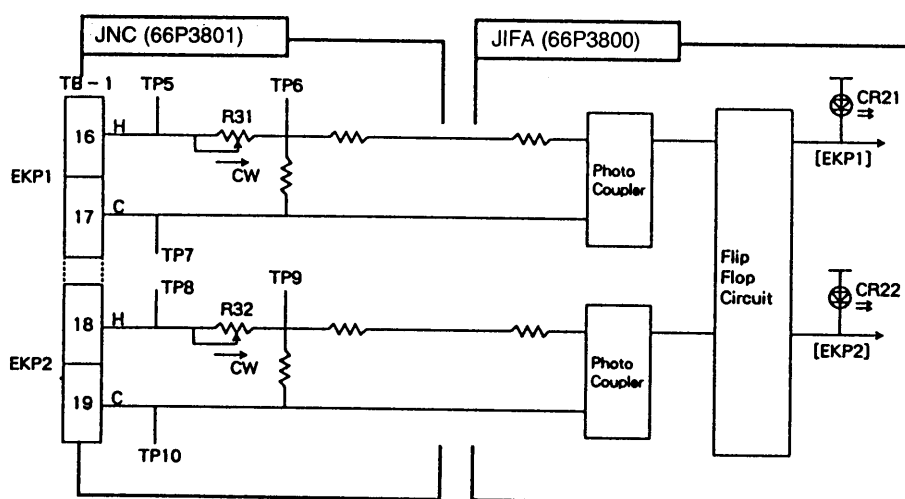 JNC (66P3801)
JIFA (66P3800)
TB-1
TP5
TP6
CR21
16
H
R31
[EKP1]
CW
EKP1
Photo
Coupler
17
C
TP7
TP8
TP9
Flip
Flop
Circuit
CR22
18
H
R32
[EKP2]
CW
EKP2
Photo
Coupler
19
C
TP10